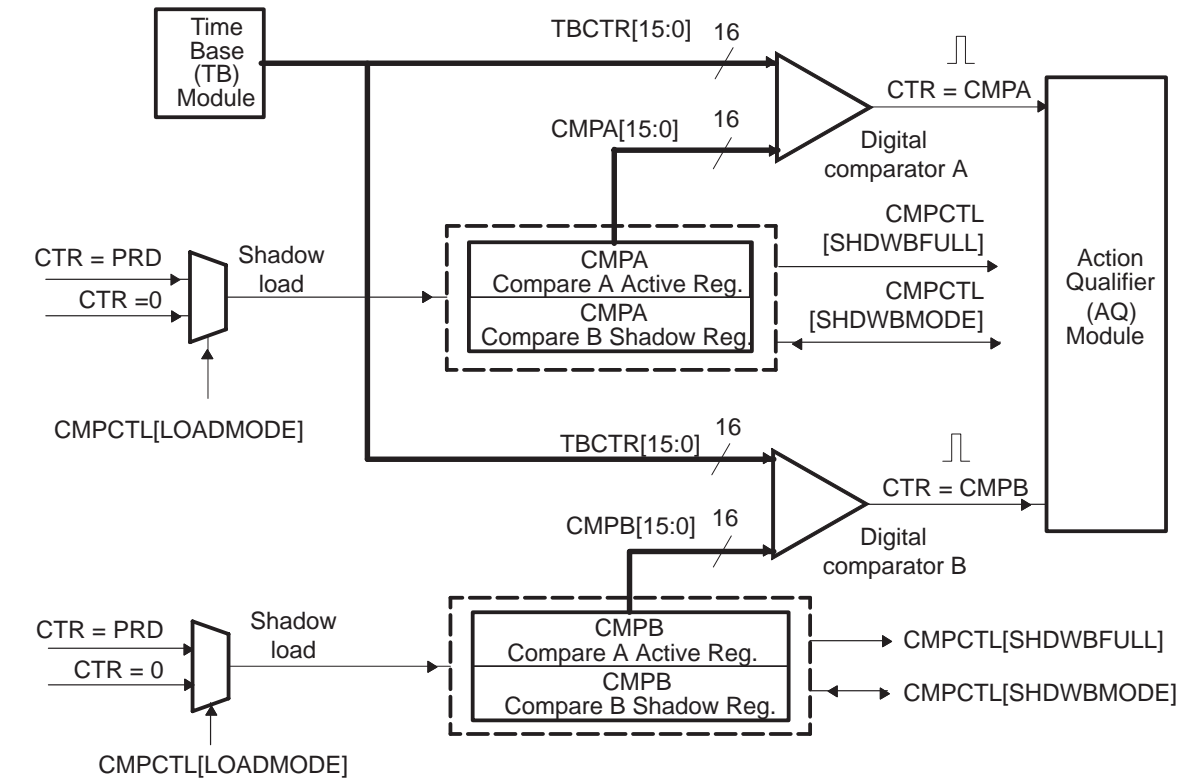 Time
Base
(TB)
Module
TBCTR[15:0]
16
CTR = CMPA
CMPA[15:0]
16
Digital
comparator A
CMPCTL
[SHDWBFULL]
CMPCTL
[SHDWBMODE]
CTR = PRD
CTR =0
Shadow
load
CMPA
Compare A Active Reg.
CMPA
Compare B Shadow Reg.
Action
Qualifier
(AQ)
Module
CMPCTL[LOADMODE]
TBCTR[15:0]
16
CTR = CMPB
CMPB[15:0]
16
Digital
comparator B
CTR = PRD
CTR = 0
Shadow
load
CMPB
Compare A Active Reg.
CMPB
Compare B Shadow Reg.
CMPCTL[SHDWBFULL]
CMPCTL[SHDWBMODE]
CMPCTL[LOADMODE]